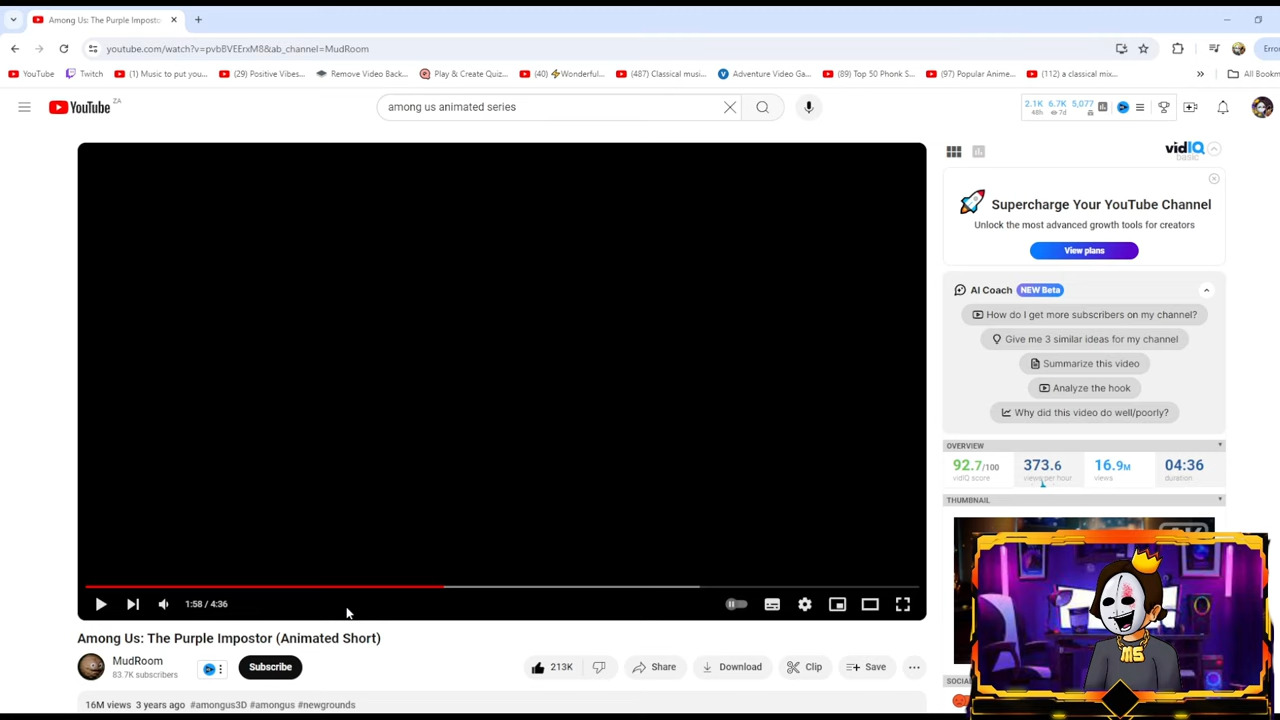 Among Us: The Purple Imposto
youtube.com/watch?v=pvbBVEErxM8&ab_channel=MudRoom
Error
YouTube
Twitch
(1) Music to put you...
(29) Positive Vibes...
Remove Video Back...
Play & Create Quiz...
(40) ⚡Wonderful...
(487) Classical musi...
Adventure Video Ga...
(89) Top 50 Phonk S...
(97) Popular Anime...
(112) a classical mix...
All Bookm
YouTube ZA
among us animated series
2.1K 6.7K 5,077
48h 7d
vidIQ
basic
Supercharge Your YouTube Channel
Unlock the most advanced growth tools for creators
View plans
AI Coach NEW Beta
How do I get more subscribers on my channel?
Give me 3 similar ideas for my channel
Summarize this video
Analyze the hook
Why did this video do well/poorly?
OVERVIEW
92.7/100 373.6 16.9M 04:36
vidIQ score views per hour views duration
THUMBNAIL
1:58 / 4:36
Among Us: The Purple Impostor (Animated Short)
MudRoom
83.7K subscribers
Subscribe
213K
Share
Download
Clip
Save
SOCIA
MS
16M views 3 years ago #amongus3D #amongus #newgrounds